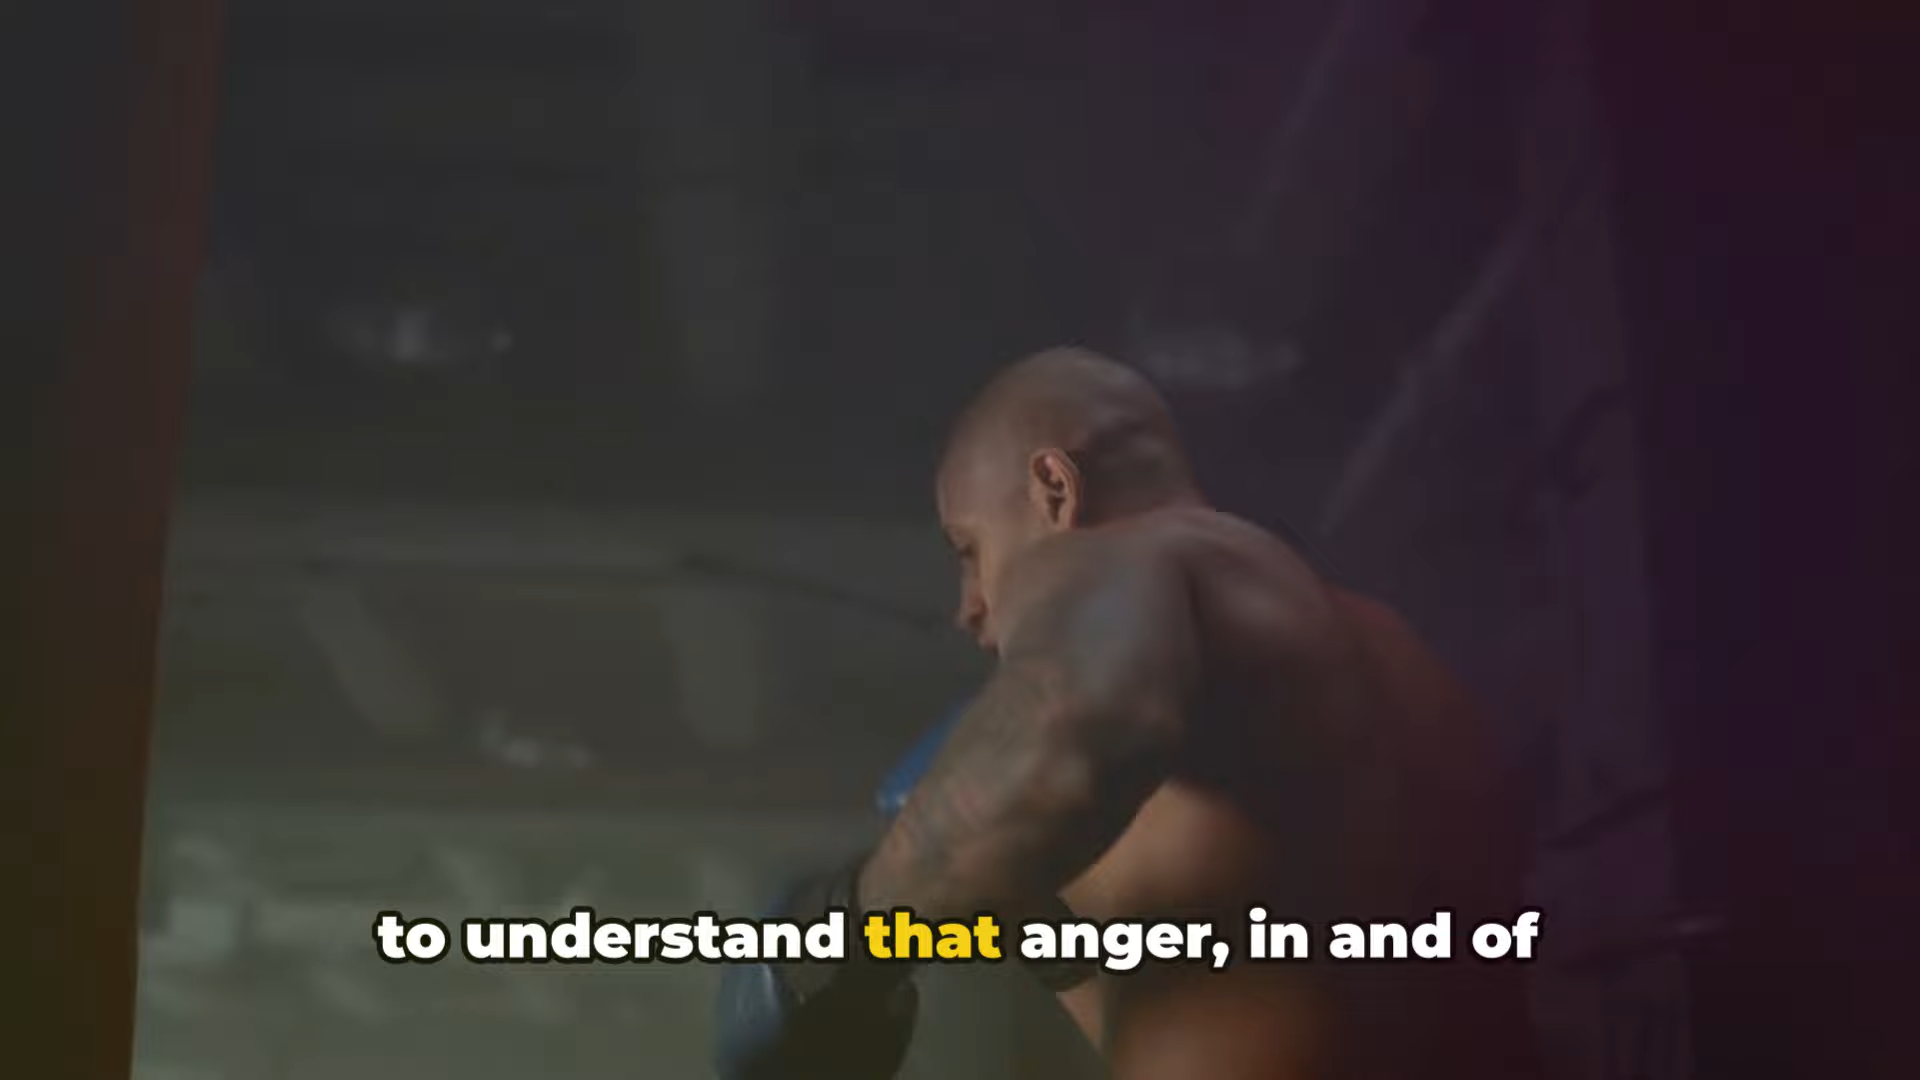 to understand that anger, in and of